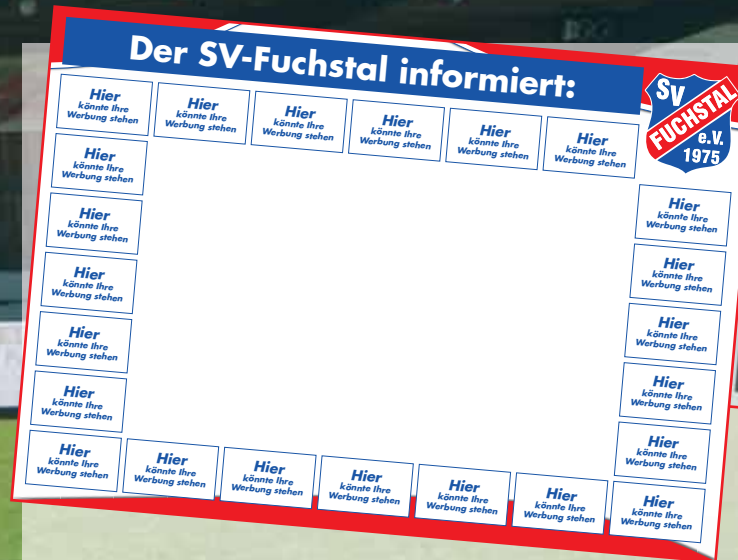 Der SV-Fuchstal informiert:
SV
FUCHSTAL
e.V.
1975
Hier
könnte Ihre
Werbung stehen
Hier
könnte Ihre
Werbung stehen
Hier
könnte Ihre
Werbung stehen
Hier
könnte Ihre
Werbung stehen
Hier
könnte Ihre
Werbung stehen
Hier
könnte Ihre
Werbung stehen
Hier
könnte Ihre
Werbung stehen
Hier
könnte Ihre
Werbung stehen
Hier
könnte Ihre
Werbung stehen
Hier
könnte Ihre
Werbung stehen
Hier
könnte Ihre
Werbung stehen
Hier
könnte Ihre
Werbung stehen
Hier
könnte Ihre
Werbung stehen
Hier
könnte Ihre
Werbung stehen
Hier
könnte Ihre
Werbung stehen
Hier
könnte Ihre
Werbung stehen
Hier
könnte Ihre
Werbung stehen
Hier
könnte Ihre
Werbung stehen
Hier
könnte Ihre
Werbung stehen
Hier
könnte Ihre
Werbung stehen
Hier
könnte Ihre
Werbung stehen
Hier
könnte Ihre
Werbung stehen
Hier
könnte Ihre
Werbung stehen